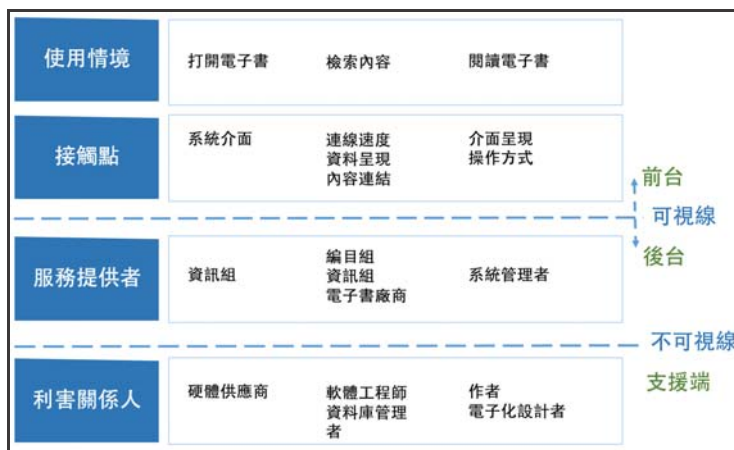 使用情境
打開電子書
檢索內容
閱讀電子書
接觸點
系統介面
連線速度
資料呈現
內容連結
介面呈現
操作方式
前台
可視線
後台
服務提供者
資訊組
編目組
資訊組
電子書廠商
系統管理者
不可視線
支援端
利害關係人
硬體供應商
軟體工程師
資料庫管理
者
作者
電子化設計者